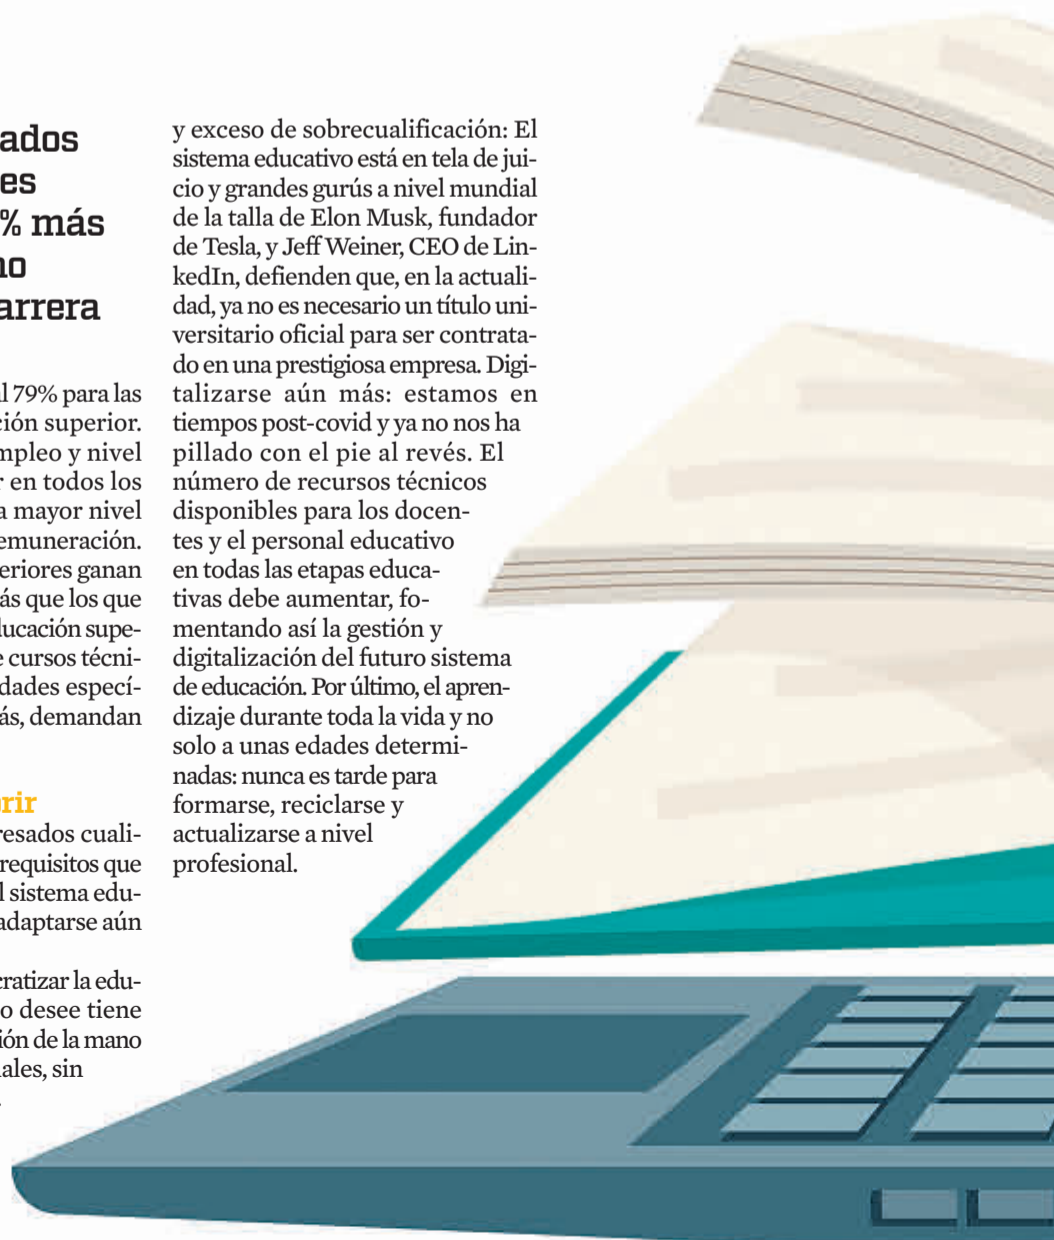 ados
es
% más
no
arrera
al 79% para las
ción superior.
mpleo y nivel
r en todos los
a mayor nivel
emuneración.
eriores ganan
ás que los que
ducación supe-
e cursos técni-
dades especí-
ás, demandan
rir
resados cuali-
requisitos que
l sistema edu-
adaptarse aún
cratizar la edu-
o desee tiene
ión de la mano
ales, sin
.
y exceso de sobrecualificación: El
sistema educativo está en tela de jui-
cio y grandes gurús a nivel mundial
de la talla de Elon Musk, fundador
de Tesla, y Jeff Weiner, CEO de Lin-
kedIn, defienden que, en la actuali-
dad, ya no es necesario un título uni-
versitario oficial para ser contrata-
do en una prestigiosa empresa. Digi-
talizarse aún más: estamos en
tiempos post-covid y ya no nos ha
pillado con el pie al revés. El
número de recursos técnicos
disponibles para los docen-
tes y el personal educativo
en todas las etapas educa-
tivas debe aumentar, fo-
mentando así la gestión y
digitalización del futuro sistema
de educación. Por último, el apren-
dizaje durante toda la vida y no
solo a unas edades determi-
nadas: nunca es tarde para
formarse, reciclarse y
actualizarse a nivel
profesional.